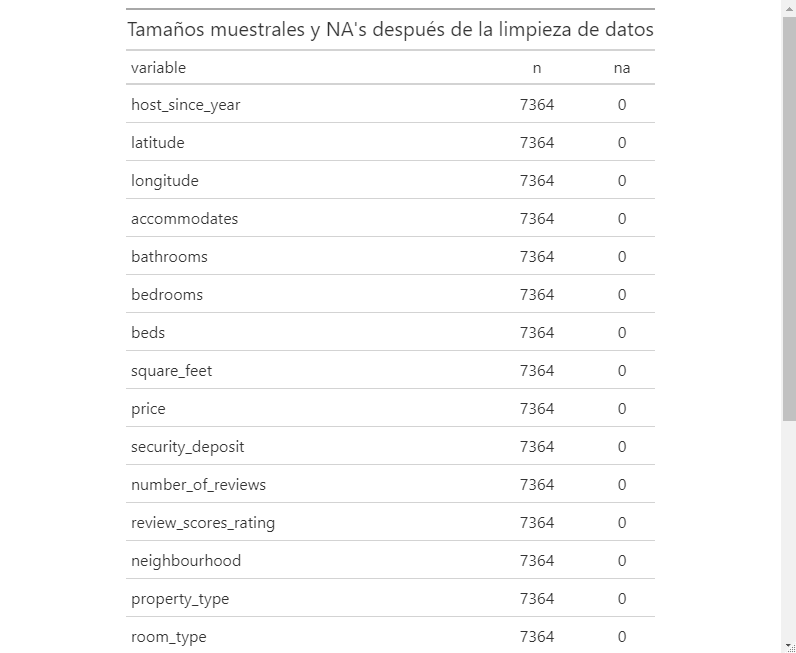 Tamaños muestrales y NA's después de la limpieza de datos
variable n na
host_since_year 7364 0
latitude 7364 0
longitude 7364 0
accommodates 7364 0
bathrooms 7364 0
bedrooms 7364 0
beds 7364 0
square_feet 7364 0
price 7364 0
security_deposit 7364 0
number_of_reviews 7364 0
review_scores_rating 7364 0
neighbourhood 7364 0
property_type 7364 0
room_type 7364 0